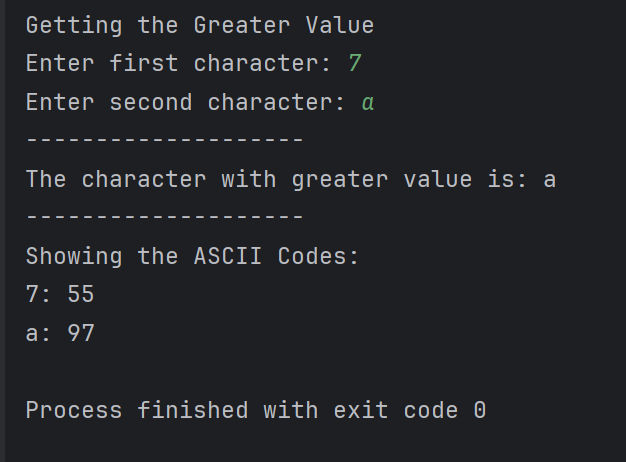 Getting the Greater Value
Enter first character: 7
Enter second character: a
--------------------
The character with greater value is: a
--------------------
Showing the ASCII Codes:
7: 55
a: 97
Process finished with exit code 0